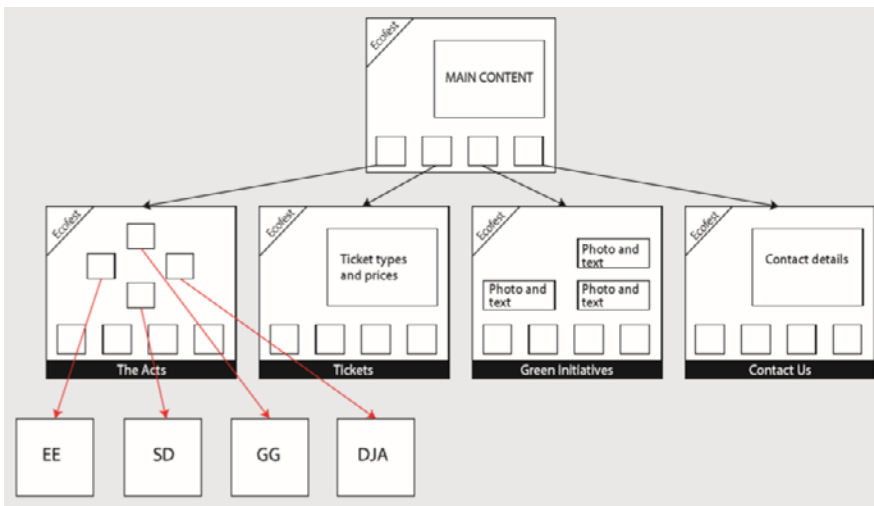 Ecofest
MAIN CONTENT
Ecofest
The Acts
Ecofest
Ticket types
and prices
Tickets
Ecofest
Photo and
text
Photo and
text
Photo and
text
Green Initiatives
Ecofest
Contact details
Contact Us
EE
SD
GG
DJA